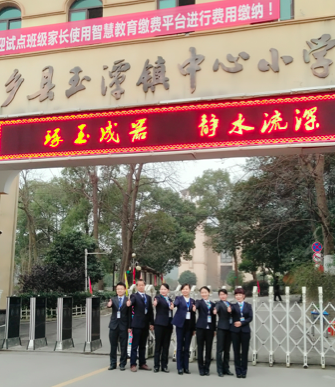 迎试点班级家长使用智慧教育缴费平台进行费用缴纳！
乡县玉潭镇中心小学
琢玉成器 静水流深